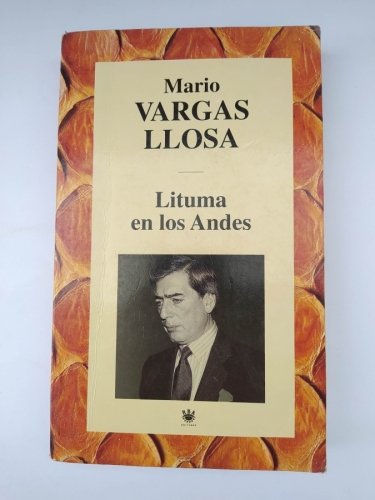 Mario
VARGAS
LLOSA
Lituma
en los Andes